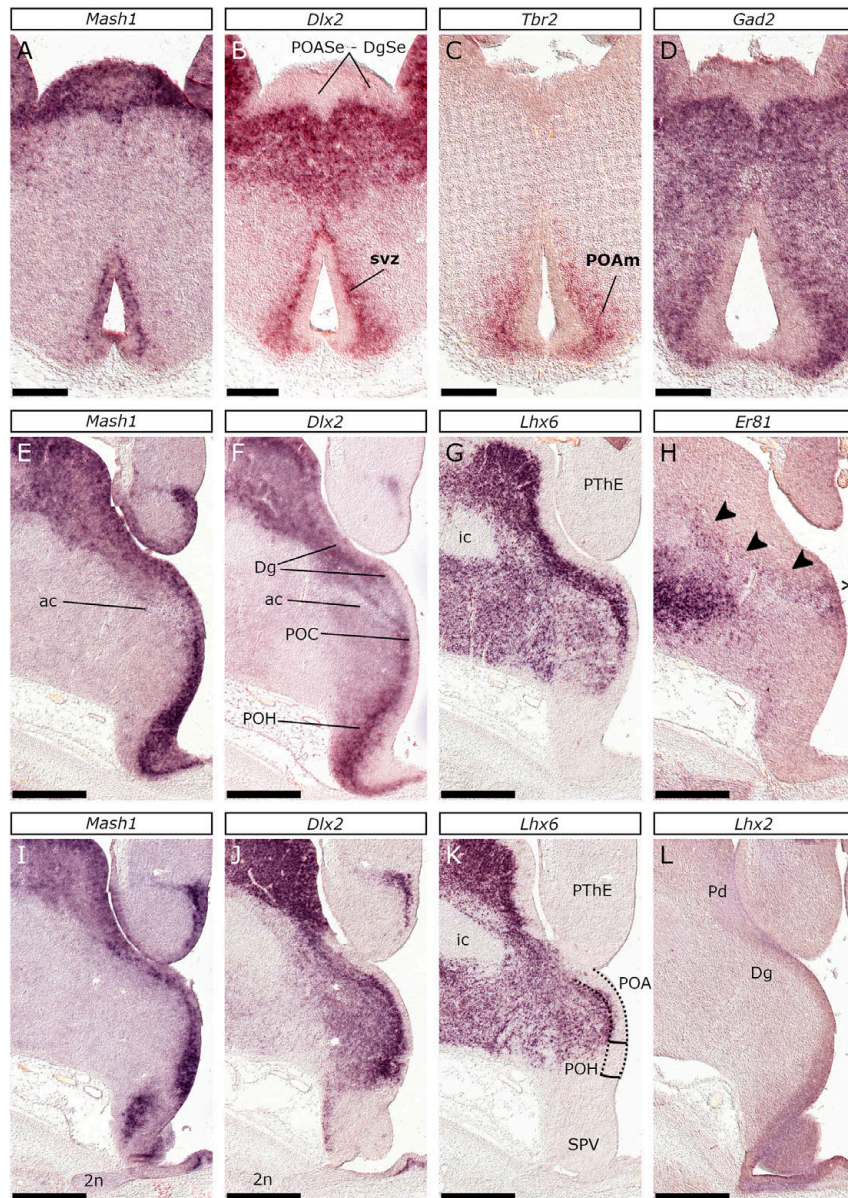 Mash1
Dlx2
Tbr2
Gad2
A
B
POASe - DgSe
C
D
svz
POAm
Mash1
Dlx2
Lhx6
Er81
E
F
G
PThE
H
ic
Dg
ac
ac
POC
POH
>
Mash1
Dlx2
Lhx6
Lhx2
I
J
K
PThE
L
Pd
ic
Dg
POA
POH
SPV
2n
2n